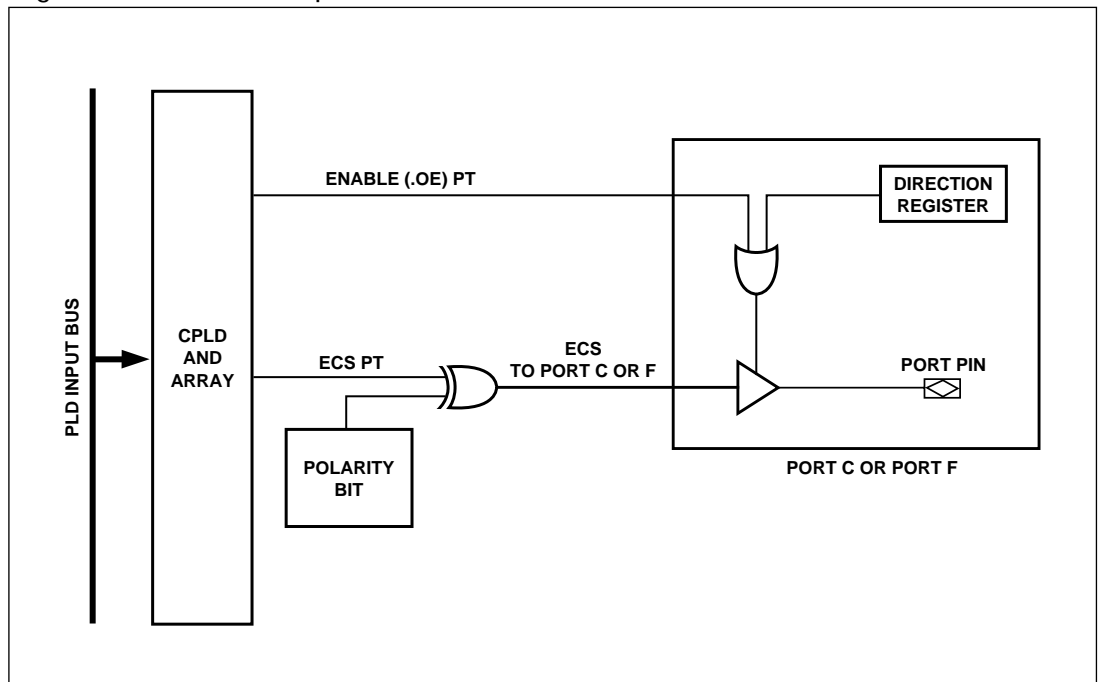 ENABLE (.OE) PT
DIRECTION
REGISTER
PLD INPUT BUS
CPLD
AND
ARRAY
ECS PT
ECS
TO PORT C OR F
PORT PIN
POLARITY
BIT
PORT C OR PORT F